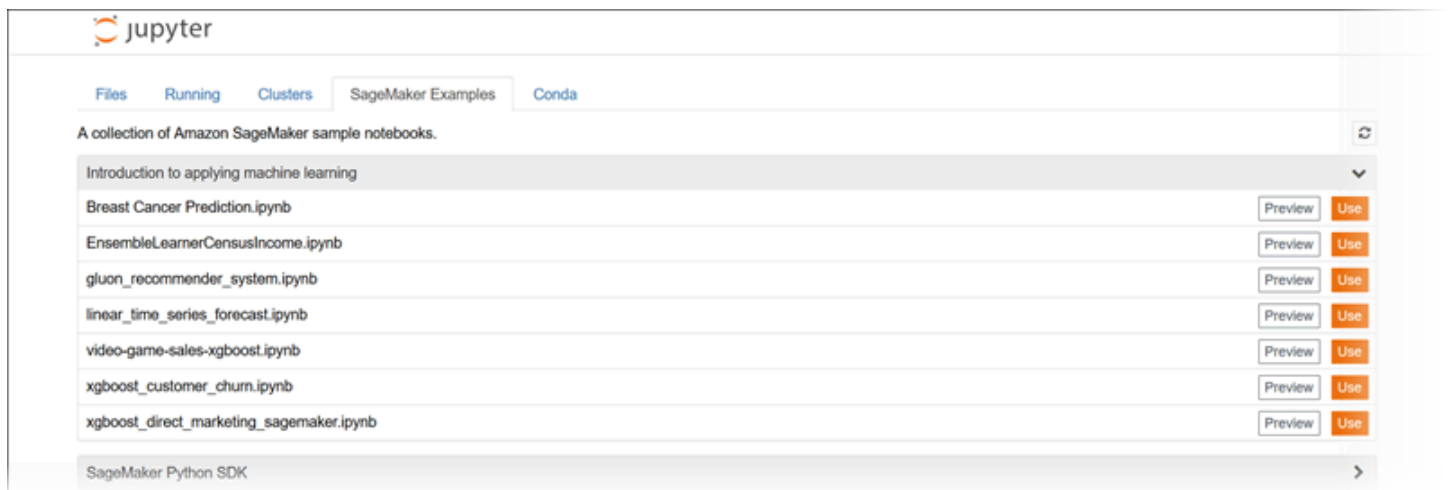 jupyter
Files Running Clusters SageMaker Examples Conda
A collection of Amazon SageMaker sample notebooks.
Introduction to applying machine learning
Breast Cancer Prediction.ipynb Preview Use
EnsembleLearnerCensusIncome.ipynb Preview Use
gluon_recommender_system.ipynb Preview Use
linear_time_series_forecast.ipynb Preview Use
video-game-sales-xgboost.ipynb Preview Use
xgboost_customer_churn.ipynb Preview Use
xgboost_direct_marketing_sagemaker.ipynb Preview Use
SageMaker Python SDK